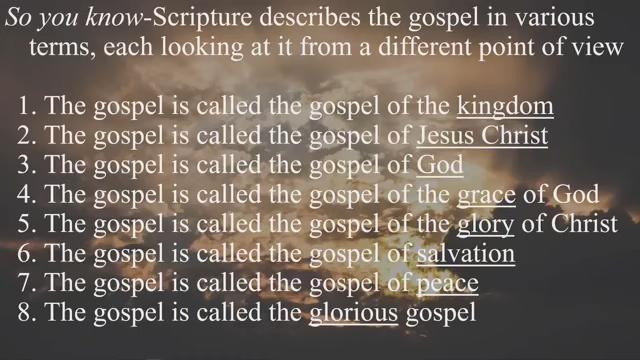 So you know-Scripture describes the gospel in various
terms, each looking at it from a different point of view
1. The gospel is called the gospel of the kingdom
2. The gospel is called the gospel of Jesus Christ
3. The gospel is called the gospel of God
4. The gospel is called the gospel of the grace of God
5. The gospel is called the gospel of the glory of Christ
6. The gospel is called the gospel of salvation
7. The gospel is called the gospel of peace
8. The gospel is called the glorious gospel